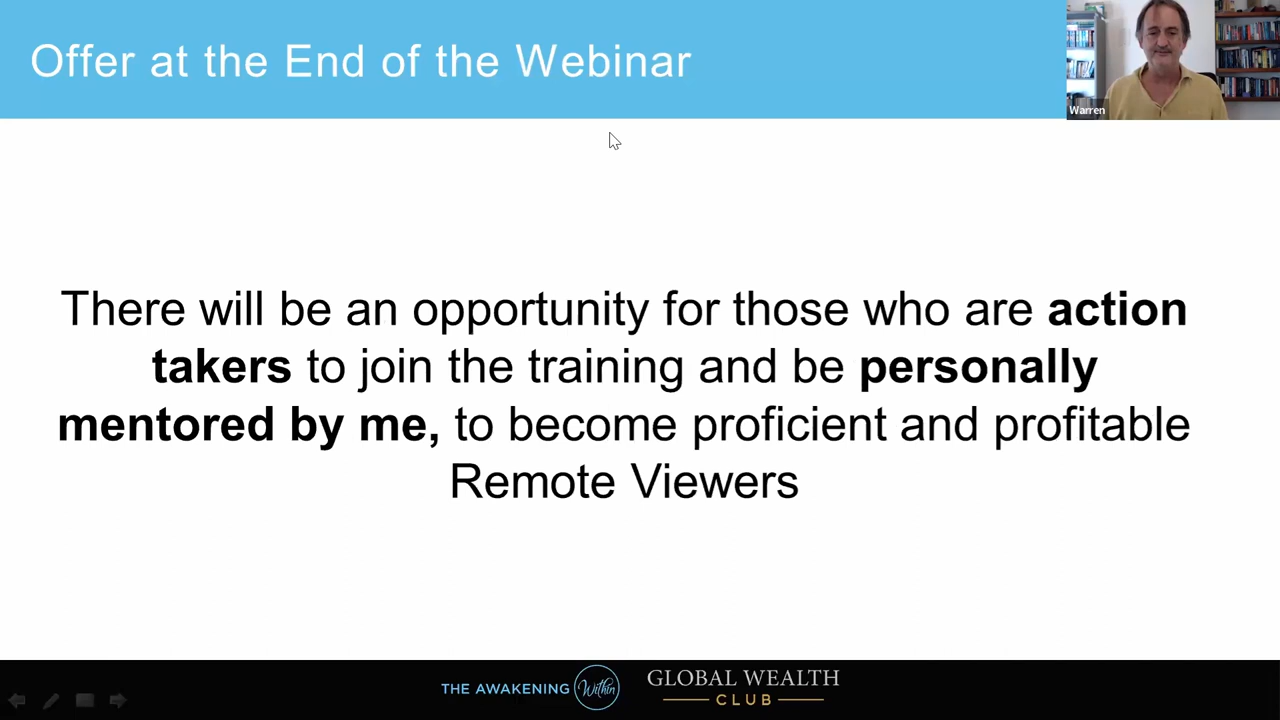 Offer at the End of the Webinar
Warren
There will be an opportunity for those who are action
takers to join the training and be personally
mentored by me, to become proficient and profitable
Remote Viewers
THE AWAKENING Within
GLOBAL WEALTH
CLUB